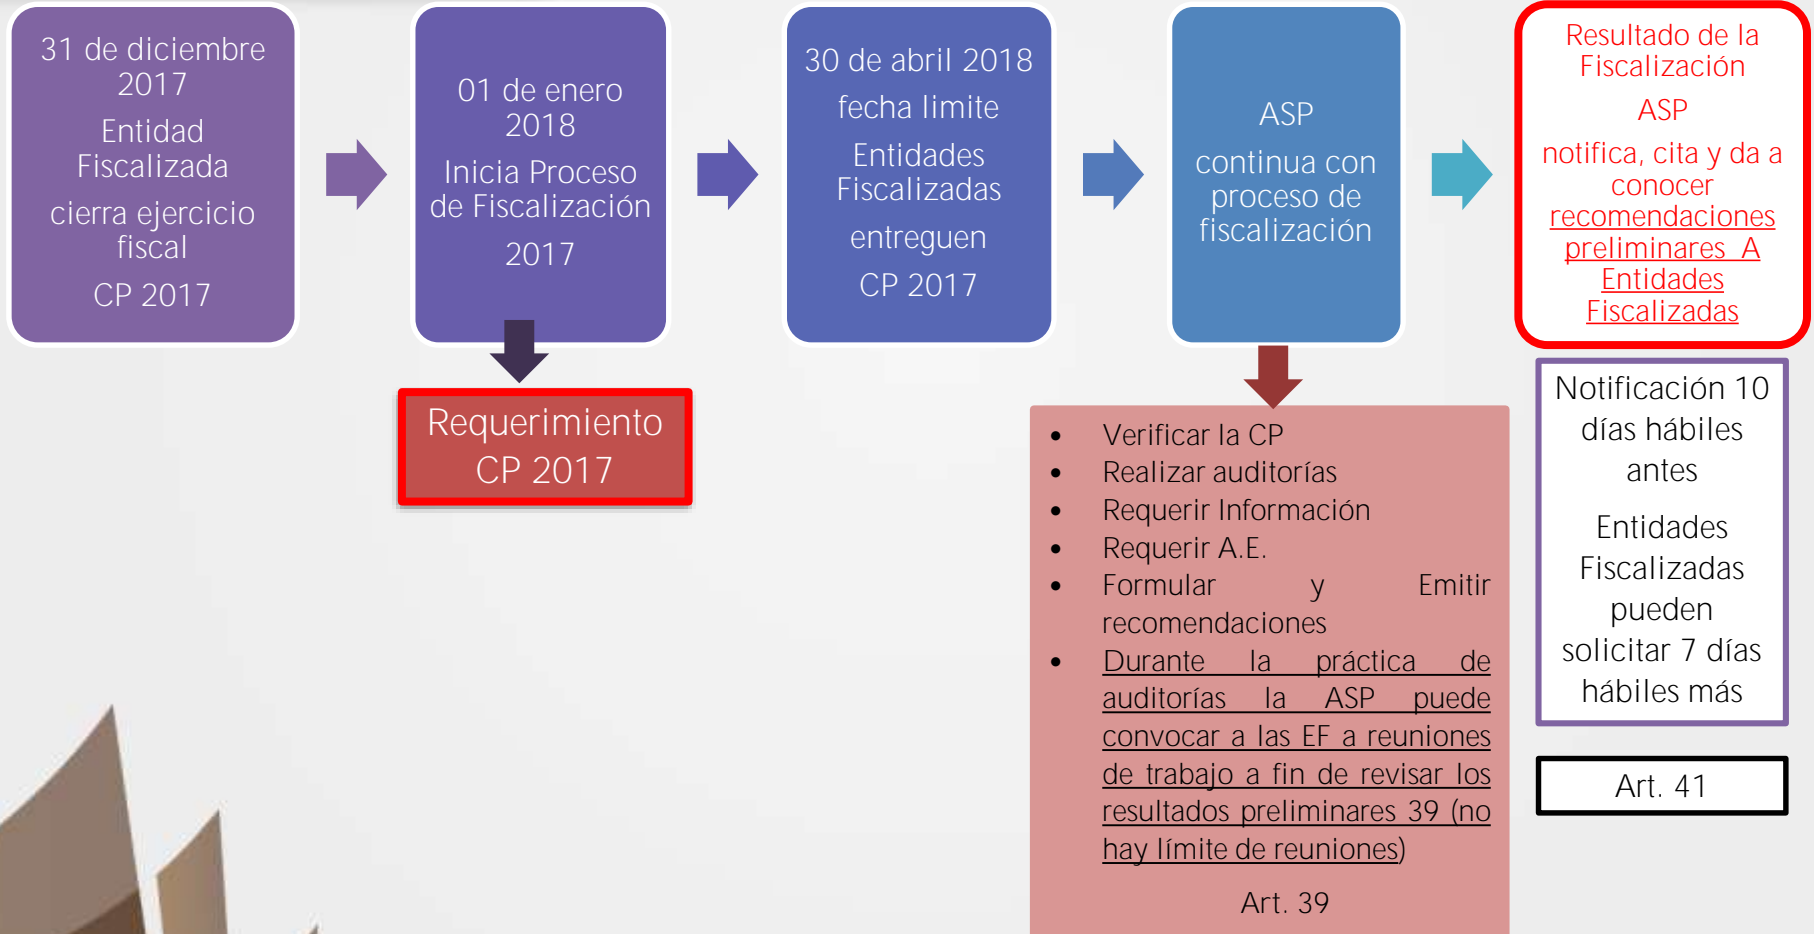 31 de diciembre
2017
Entidad
Fiscalizada
cierra ejercicio
fiscal
CP 2017
01 de enero
2018
Inicia Proceso
de Fiscalización
2017
Requerimiento
CP 2017
30 de abril 2018
fecha limite
Entidades
Fiscalizadas
entreguen
CP 2017
ASP
continua con
proceso de
fiscalización
• Verificar la CP
• Realizar auditorías
• Requerir Información
• Requerir A.E.
• Formular y Emitir
recomendaciones
• Durante la práctica de
auditorías la ASP puede
convocar a las EF a reuniones
de trabajo a fin de revisar los
resultados preliminares 39 (no
hay límite de reuniones)
Art. 39
Resultado de la
Fiscalización
ASP
notifica, cita y da a
conocer
recomendaciones
preliminares A
Entidades
Fiscalizadas
Notificación 10
días hábiles
antes
Entidades
Fiscalizadas
pueden
solicitar 7 días
hábiles más
Art. 41